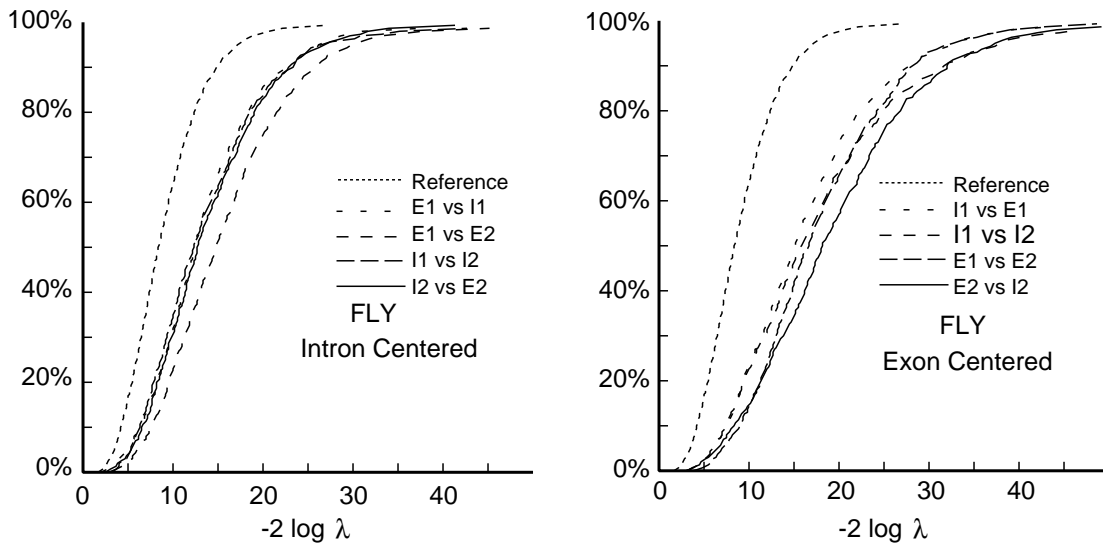 100%
80%
60%
40%
20%
0%
0 10 20 30 40
-2 log λ
Reference
E1 vs I1
E1 vs E2
I1 vs I2
I2 vs E2
FLY
Intron Centered
100%
80%
60%
40%
20%
0%
0 10 20 30 40
-2 log λ
Reference
I1 vs E1
I1 vs I2
E1 vs E2
E2 vs I2
FLY
Exon Centered